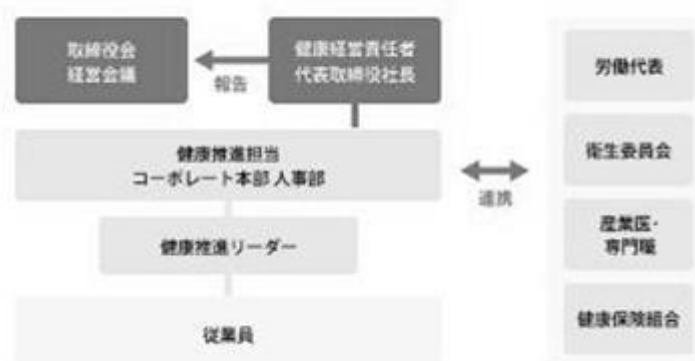 取締役会
経営会議
報告
健康経営責任者
代表取締役社長
健康推進担当
コーポレート本部 人事部
健康推進リーダー
従業員
連携
労働代表
衛生委員会
産業医・
専門職
健康保険組合